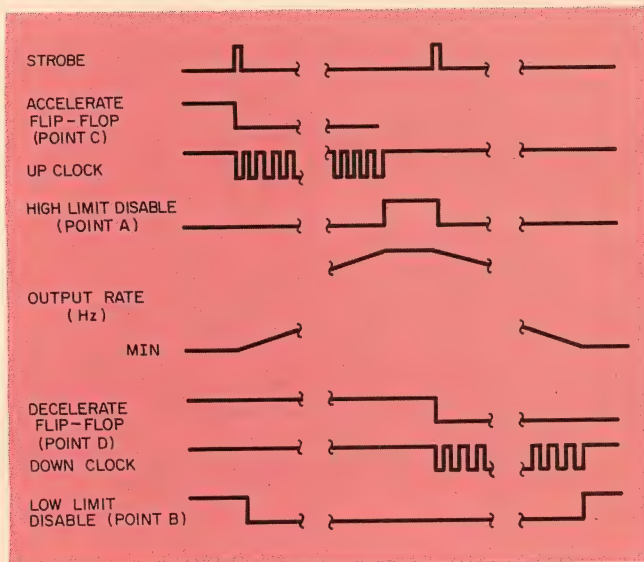 STROBE
ACCELERATE
FLIP-FLOP
(POINT C)
UP CLOCK
HIGH LIMIT DISABLE
(POINT A)
OUTPUT RATE
(Hz)
MIN
DECELERATE
FLIP-FLOP
(POINT D)
DOWN CLOCK
LOW LIMIT
DISABLE (POINT B)